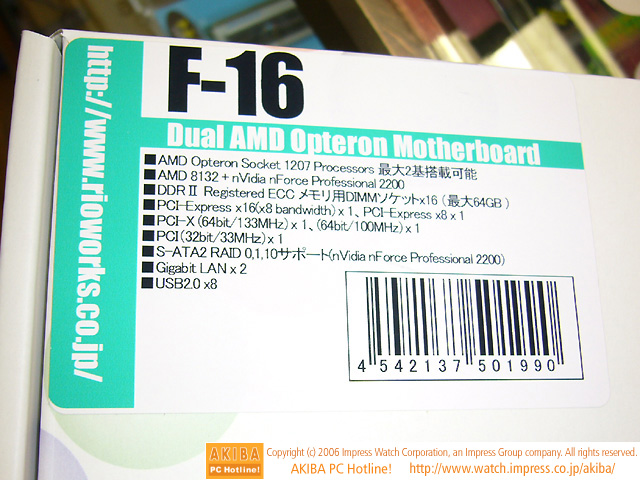 http://www.rioworks.co.jp/
F-16
Dual AMD Opteron Motherboard
■AMD Opteron Socket 1207 Processors 最大2基搭載可能
■AMD 8132 + nVidia nForce Professional 2200
■DDRⅡ Registered ECC メモリ用DIMMソケットx16 (最大64GB)
■PCI-Express x16(x8 bandwidth) x 1、PCI-Express x8 x 1
■PCI-X (64bit/133MHz) x 1、(64bit/100MHz) x 1
■PCI(32bit/33MHz) x 1
■S-ATA2 RAID 0,1,10サポート(nVidia nForce Professional 2200)
■Gigabit LAN x 2
■USB2.0 x8
4 542137 501990
AKIBA PC Hotline!
Copyright (c) 2006 Impress Watch Corporation, an Impress Group company. All rights reserved.
AKIBA PC Hotline! http://www.watch.impress.co.jp/akiba/